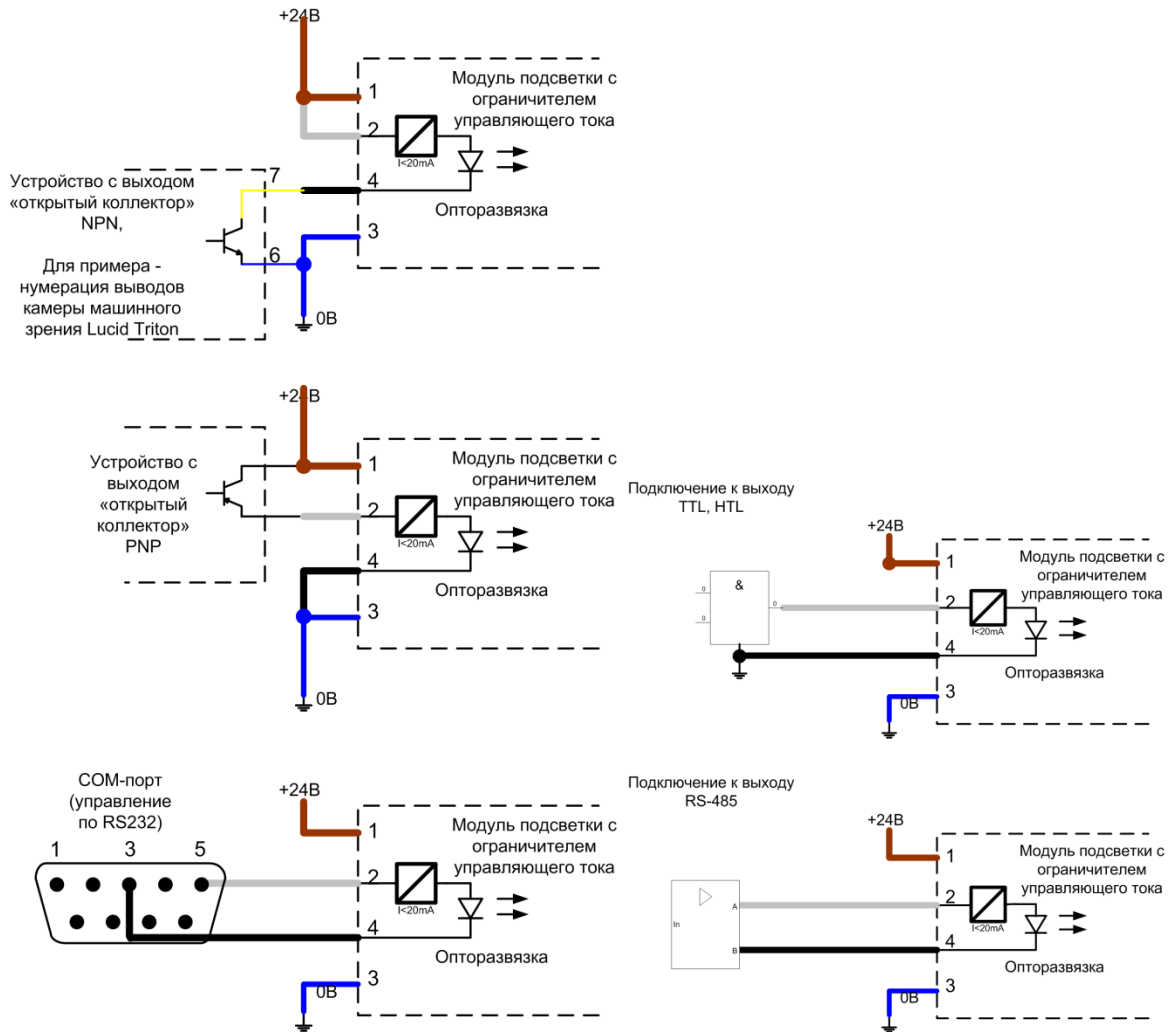 +24В
1
Модуль подсветки с
ограничителем
управляющего тока
2
I<20mA
7
4
Устройство с выходом
«открытый коллектор»
NPN,
Опторазвязка
3
6
Для примера -
нумерация выводов
камеры машинного
зрения Lucid Triton
0В
+24В
1
Модуль подсветки с
ограничителем
управляющего тока
Устройство с
выходом
«открытый
коллектор»
PNP
2
I<20mA
4
Опторазвязка
3
0В
Подключение к выходу
TTL, HTL
+24В
1
Модуль подсветки с
ограничителем
управляющего тока
&
0
0
0
2
I<20mA
4
Опторазвязка
3
0В
COM-порт
(управление
по RS232)
1 3 5
+24В
1
Модуль подсветки с
ограничителем
управляющего тока
2
I<20mA
4
Опторазвязка
3
0В
Подключение к выходу
RS-485
+24В
1
Модуль подсветки с
ограничителем
управляющего тока
A
In
B
2
I<20mA
4
Опторазвязка
3
0В